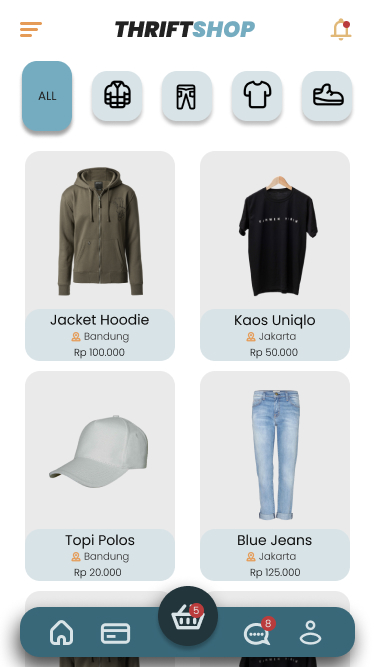 THRIFTSHOP
ALL
Jacket Hoodie
Bandung
Rp 100.000
Kaos Uniqlo
Jakarta
Rp 50.000
Topi Polos
Bandung
Rp 20.000
Blue Jeans
Jakarta
Rp 125.000
5
8